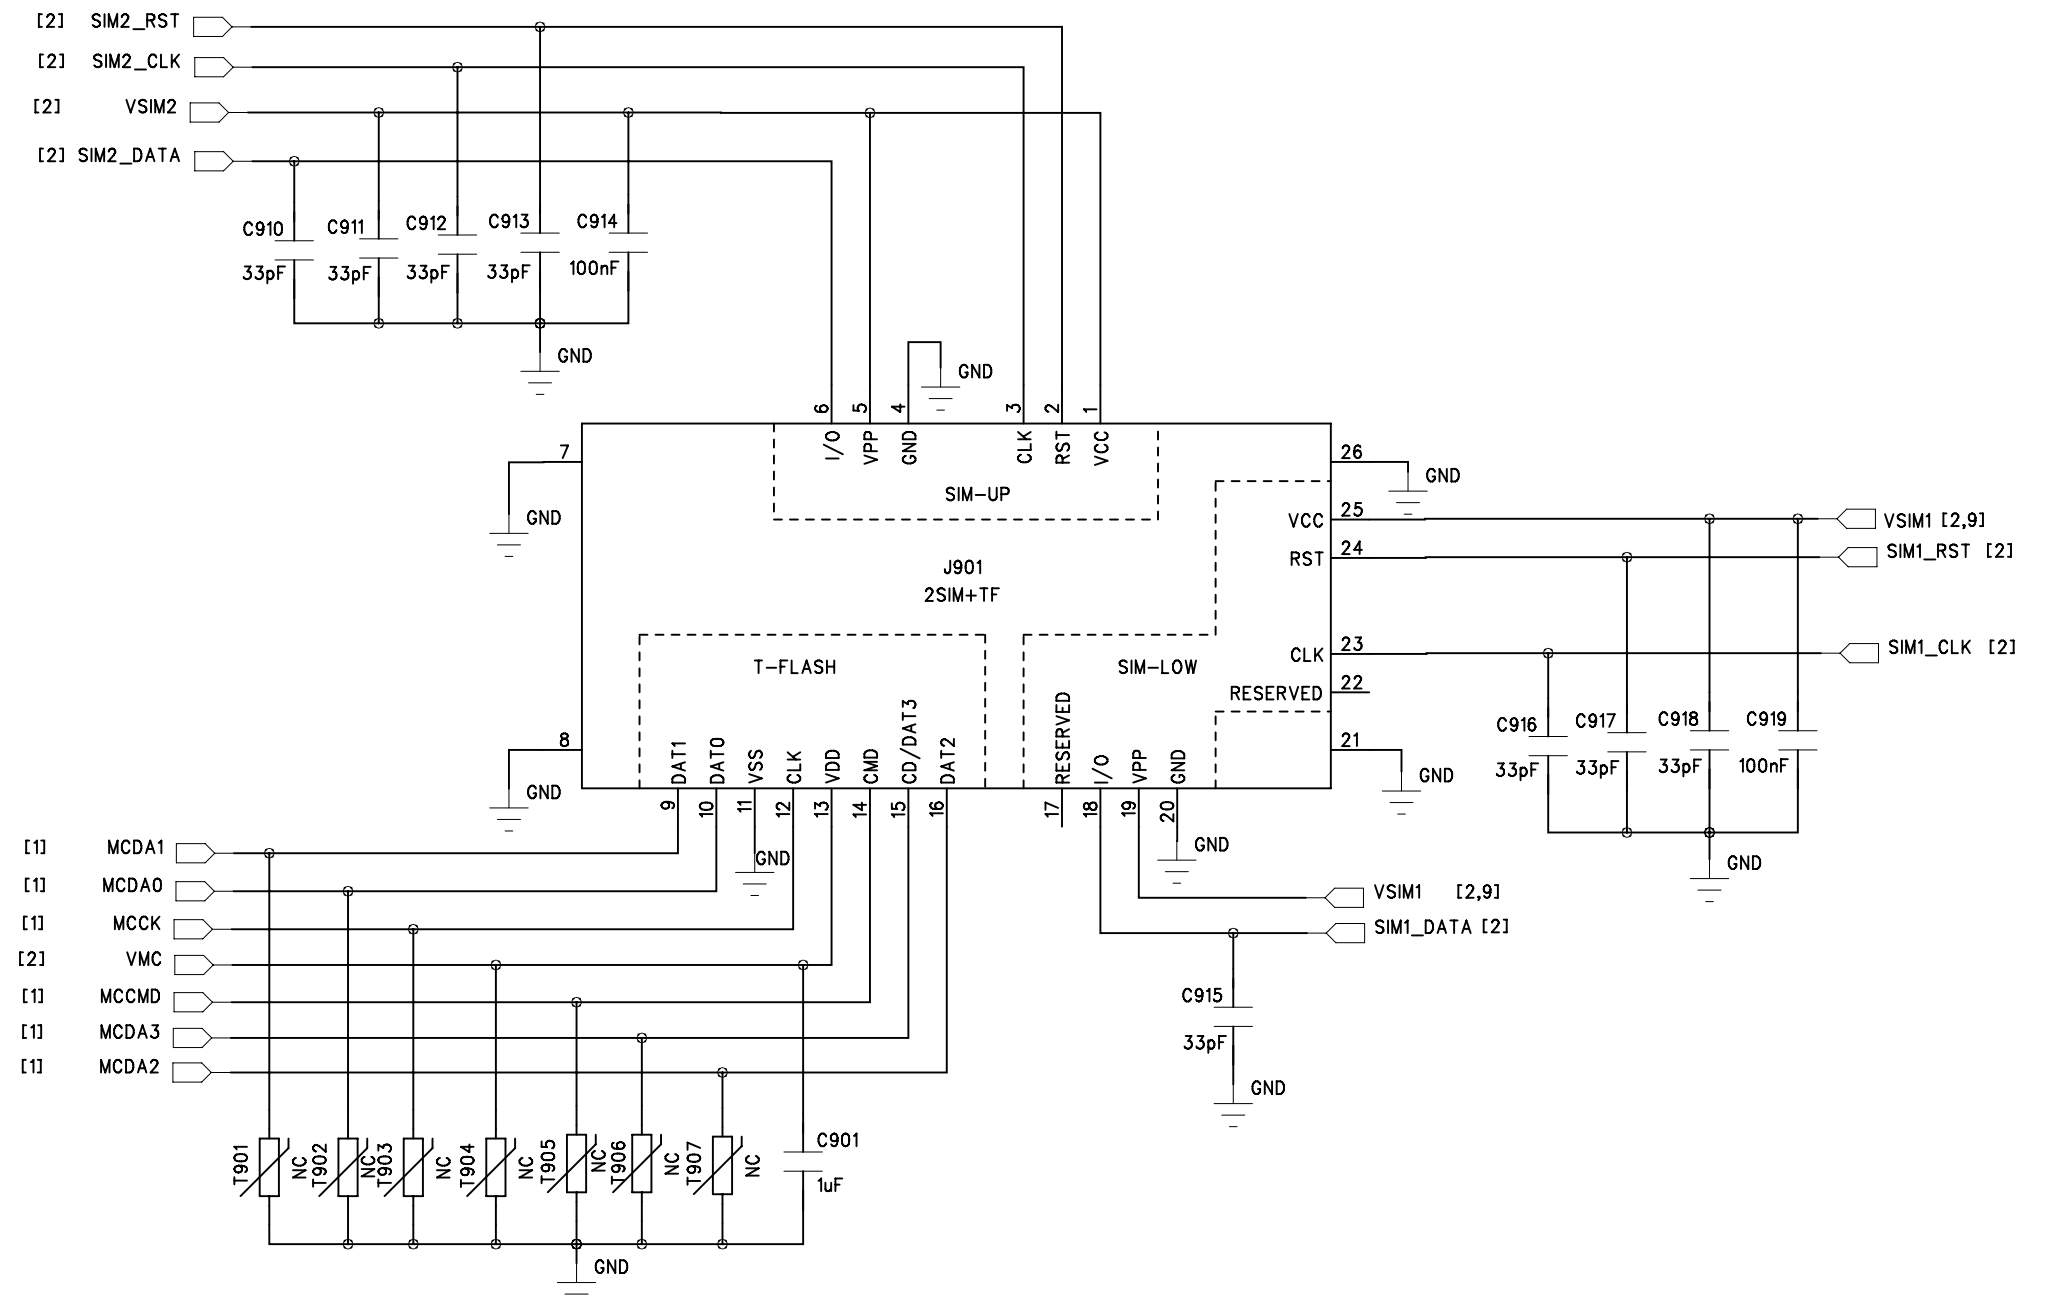 [2] SIM2_RST
[2] SIM2_CLK
[2] VSIM2
[2] SIM2_DATA
C910 C911 C912 C913 C914
33pF 33pF 33pF 33pF 100nF
GND
GND
6 5 4 3 2 1
I/O VPP GND CLK RST VCC
SIM-UP
7
GND
26
GND
VCC 25 VSIM1 [2,9]
RST 24 SIM1_RST [2]
J901
2SIM+TF
CLK 23 SIM1_CLK [2]
RESERVED 22
T-FLASH
SIM-LOW
C916 C917 C918 C919
33pF 33pF 33pF 100nF
GND
8
GND
21
GND
DAT1 DAT0 VSS CLK VDD CMD CD/DAT3 DAT2
RESERVED I/O VPP GND
9 10 11 12 13 14 15 16
17 18 19 20
GND
GND
[1] MCDA1
[1] MCDA0
[1] MCCK
[2] VMC
[1] MCCMD
[1] MCDA3
[1] MCDA2
VSIM1 [2,9]
SIM1_DATA [2]
C915
33pF
GND
T901 NC T902 NC T903 NC T904 NC T905 NC T906 NC T907 NC
C901
1uF
GND